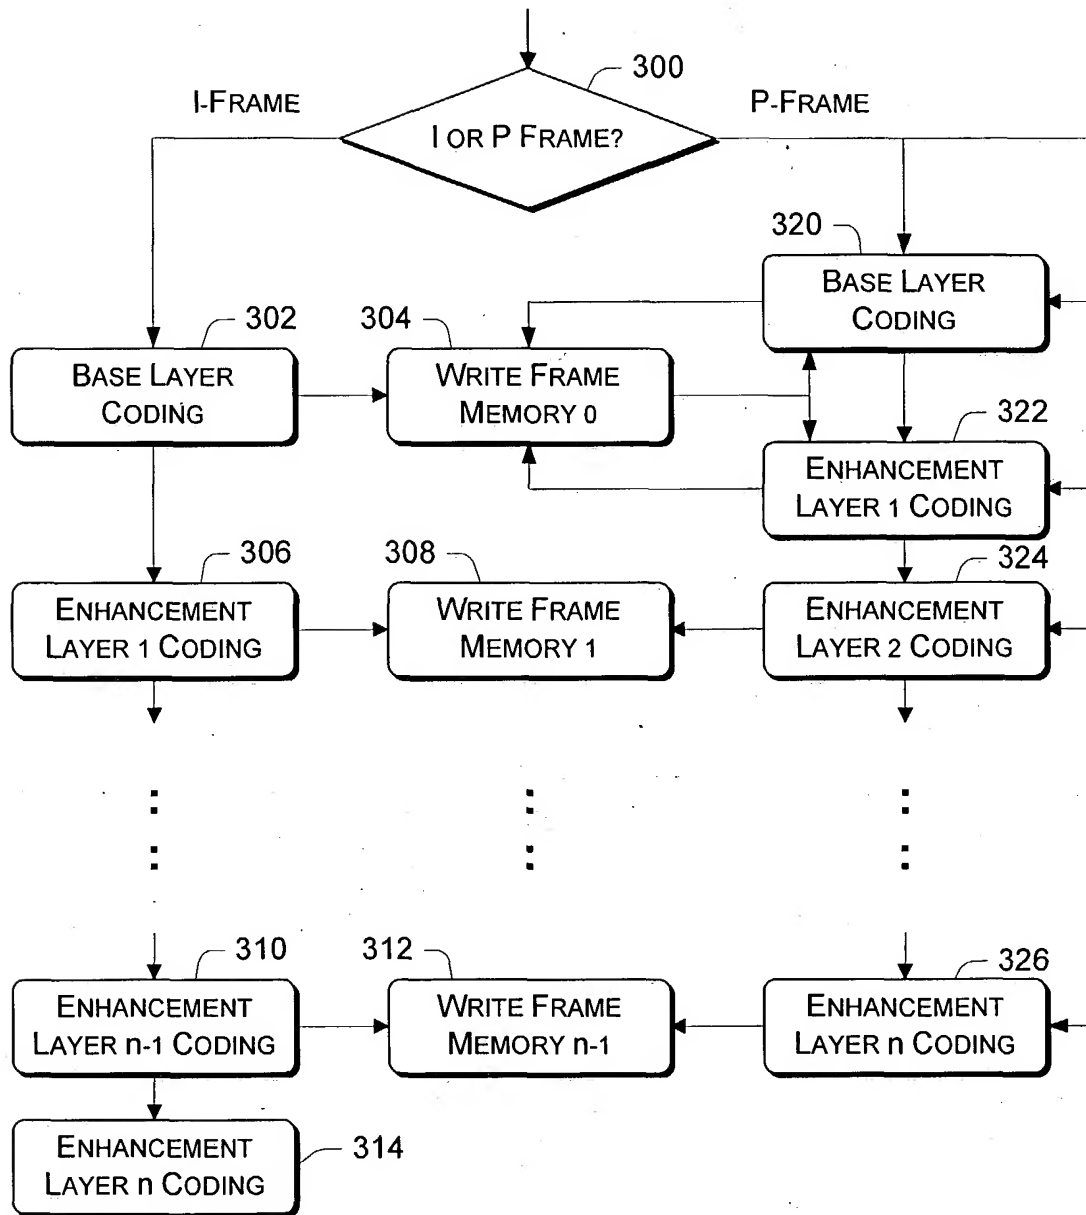 300
I-FRAME
P-FRAME
I OR P FRAME?
320
BASE LAYER
CODING
302
304
BASE LAYER
CODING
WRITE FRAME
MEMORY 0
322
ENHANCEMENT
LAYER 1 CODING
306
308
324
ENHANCEMENT
LAYER 1 CODING
WRITE FRAME
MEMORY 1
ENHANCEMENT
LAYER 2 CODING
310
312
326
ENHANCEMENT
LAYER n-1 CODING
WRITE FRAME
MEMORY n-1
ENHANCEMENT
LAYER n CODING
ENHANCEMENT
LAYER n CODING
314